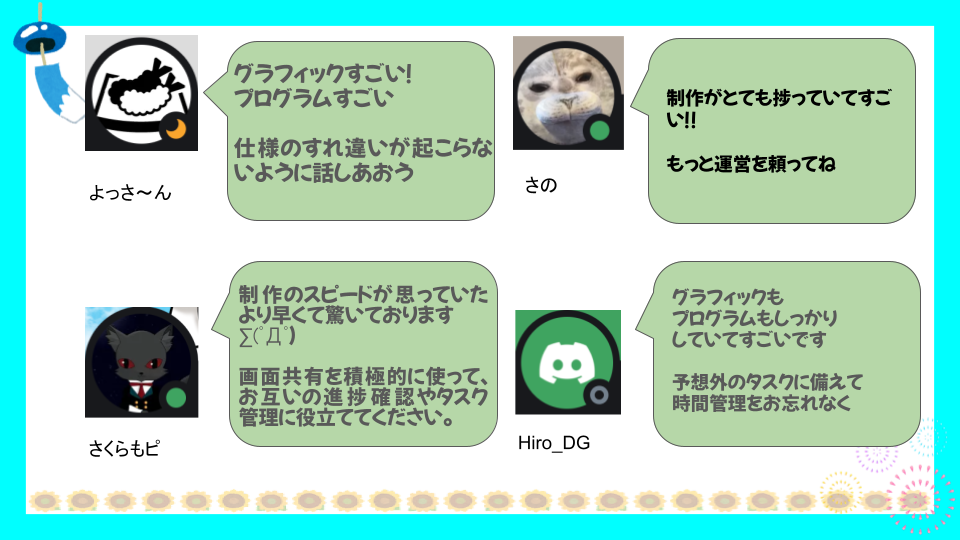 グラフィックすごい!
プログラムすごい
仕様のすれ違いが起こらな
いように話しあおう
よっさ～ん
制作がとても捗っていてすご
い!!
もっと運営を頼ってね
さの
制作のスピードが思っていた
より早くて驚いております
∑(ﾟДﾟ)
画面共有を積極的に使って、
お互いの進捗確認やタスク
管理に役立ててください。
さくらもピ
グラフィックも
プログラムもしっかり
していてすごいです
予想外のタスクに備えて
時間管理をお忘れなく
Hiro_DG